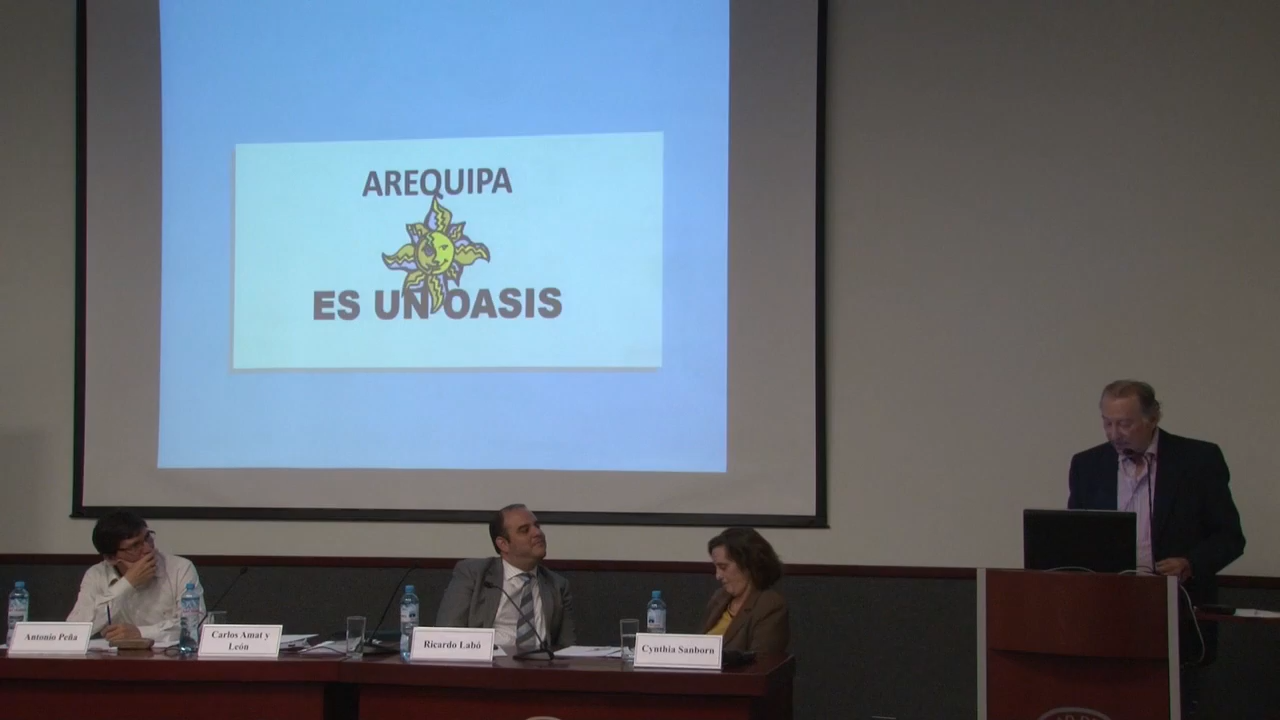 AREQUIPA
ES UN OASIS
Antonio Peña
Carlos Amat y
León
Ricardo Labó
Cynthia Sanborn